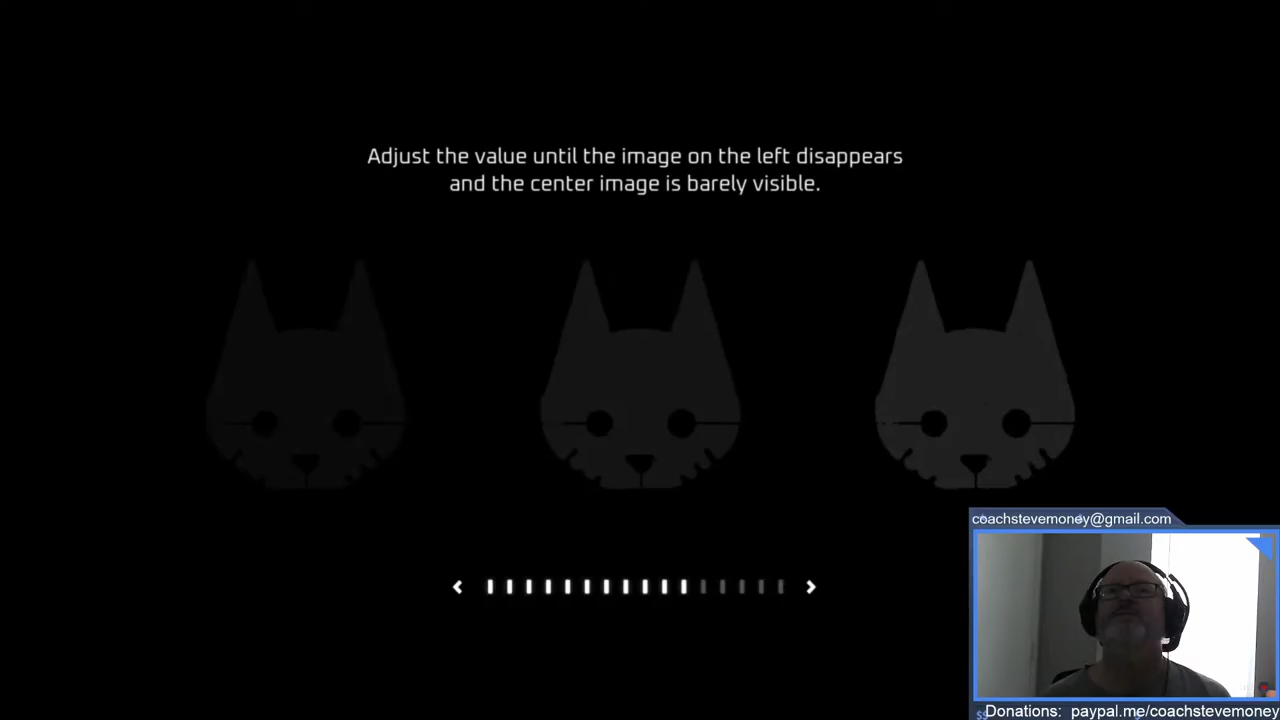 Adjust the value until the image on the left disappears
and the center image is barely visible.
coachstevemoney@gmail.com
Donations: paypal.me/coachstevemoney